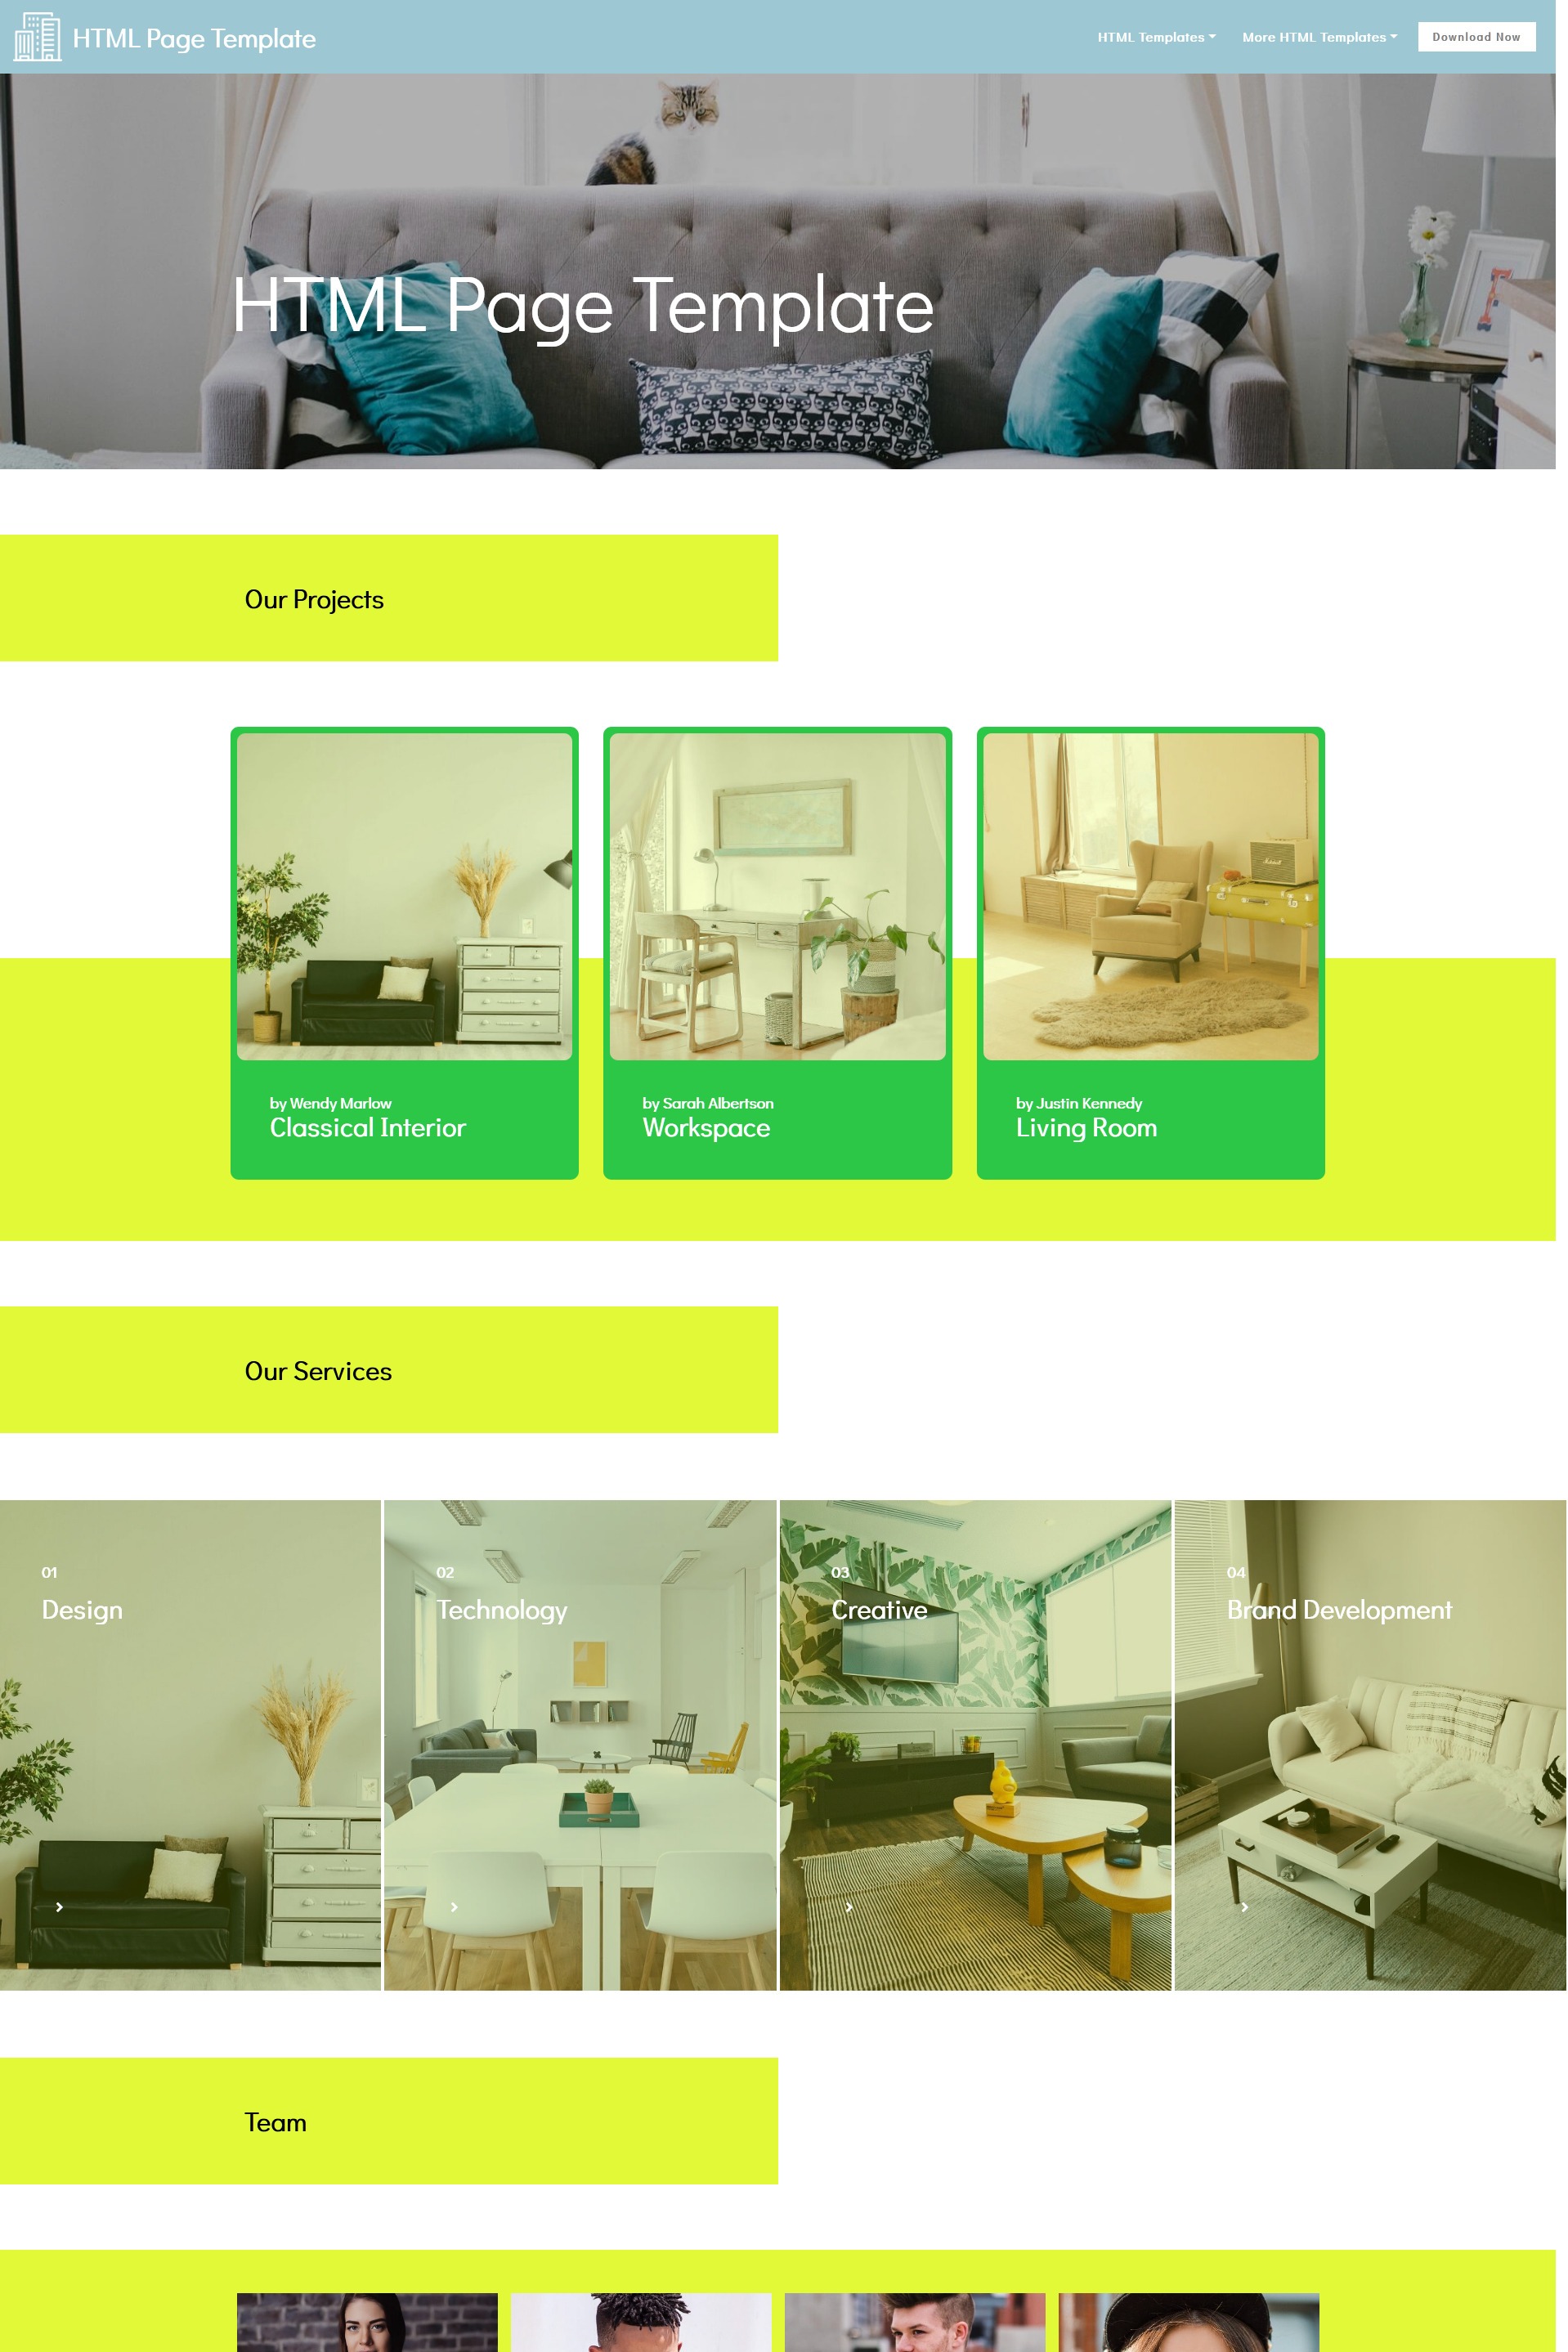 HTML Page Template
HTML Templates
More HTML Templates
Download Now
HTML Page Template
Our Projects
by Wendy Marlow
Classical Interior
by Sarah Albertson
Workspace
by Justin Kennedy
Living Room
Our Services
01
Design
02
Technology
03
Creative
04
Brand Development
Team